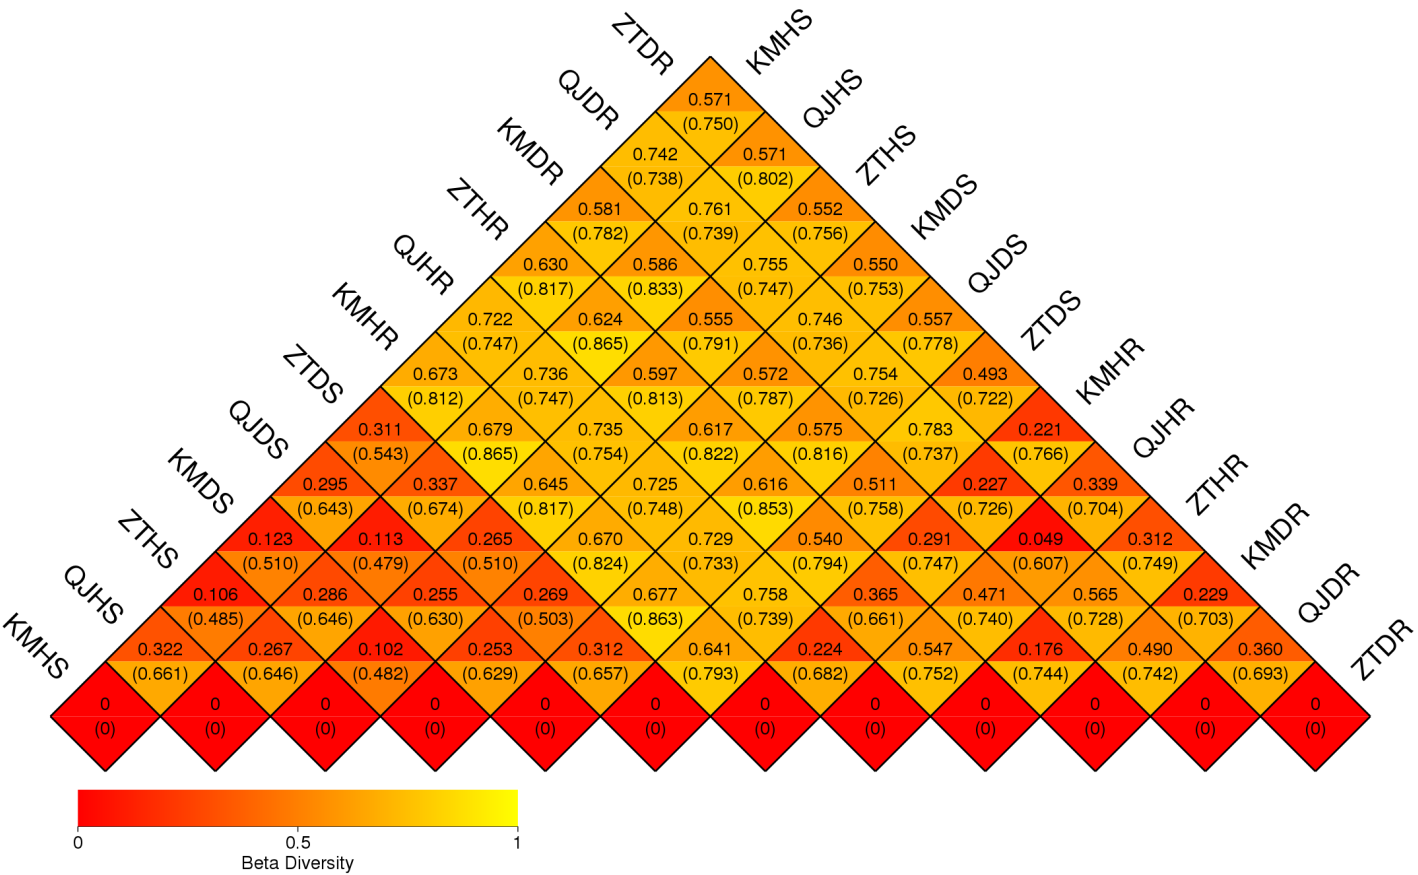 ZTDR KMHS
0.571
(0.750)
QJDR QJHS
0.742 0.571
(0.738) (0.802)
KMDR ZTHS
0.581 0.761 0.552
(0.782) (0.739) (0.756)
ZTHR KMDS
0.630 0.586 0.755 0.550
(0.817) (0.833) (0.747) (0.753)
QJHR QJDS
0.722 0.624 0.555 0.746 0.557
(0.747) (0.865) (0.791) (0.736) (0.778)
KMHR ZTDS
0.673 0.736 0.597 0.572 0.754 0.493
(0.812) (0.747) (0.813) (0.787) (0.726) (0.722)
ZTDS KMHR
0.311 0.679 0.735 0.617 0.575 0.783 0.221
(0.543) (0.865) (0.754) (0.822) (0.816) (0.737) (0.766)
QJDS QJHR
0.295 0.337 0.645 0.725 0.616 0.511 0.227 0.339
(0.643) (0.674) (0.817) (0.748) (0.853) (0.758) (0.726) (0.704)
KMDS ZTHR
0.123 0.113 0.265 0.670 0.729 0.540 0.291 0.049 0.312
(0.510) (0.479) (0.510) (0.824) (0.733) (0.794) (0.747) (0.607) (0.749)
ZTHS KMDR
0.106 0.286 0.255 0.269 0.677 0.758 0.365 0.471 0.565 0.229
(0.485) (0.646) (0.630) (0.503) (0.863) (0.739) (0.661) (0.740) (0.728) (0.703)
QJHS QJDR
0.322 0.267 0.102 0.253 0.312 0.641 0.224 0.547 0.176 0.490 0.360
(0.661) (0.646) (0.482) (0.629) (0.657) (0.793) (0.682) (0.752) (0.744) (0.742) (0.693)
KMHS ZTDR
0 0 0 0 0 0 0 0 0 0 0 0
(0) (0) (0) (0) (0) (0) (0) (0) (0) (0) (0) (0)
0 0.5 1
Beta Diversity